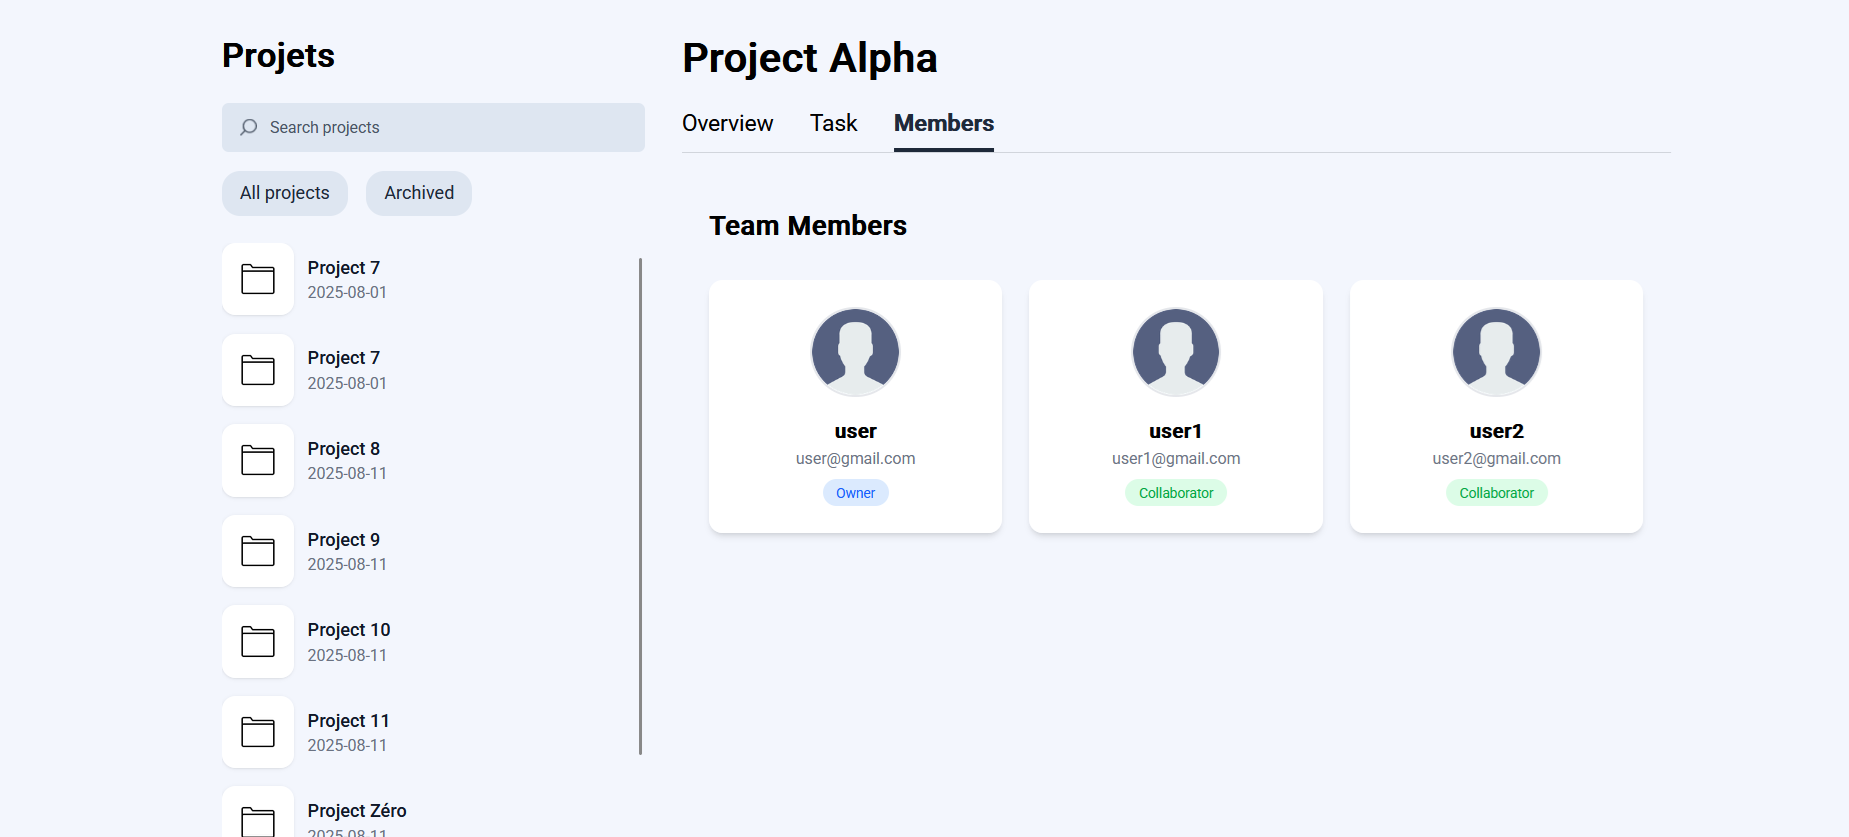 Projets
Search projects
All projects
Archived
Project 7
2025-08-01
Project 7
2025-08-01
Project 8
2025-08-11
Project 9
2025-08-11
Project 10
2025-08-11
Project 11
2025-08-11
Project Zéro
2025-08-11
Project Alpha
Overview Task Members
Team Members
user
user@gmail.com
Owner
user1
user1@gmail.com
Collaborator
user2
user2@gmail.com
Collaborator